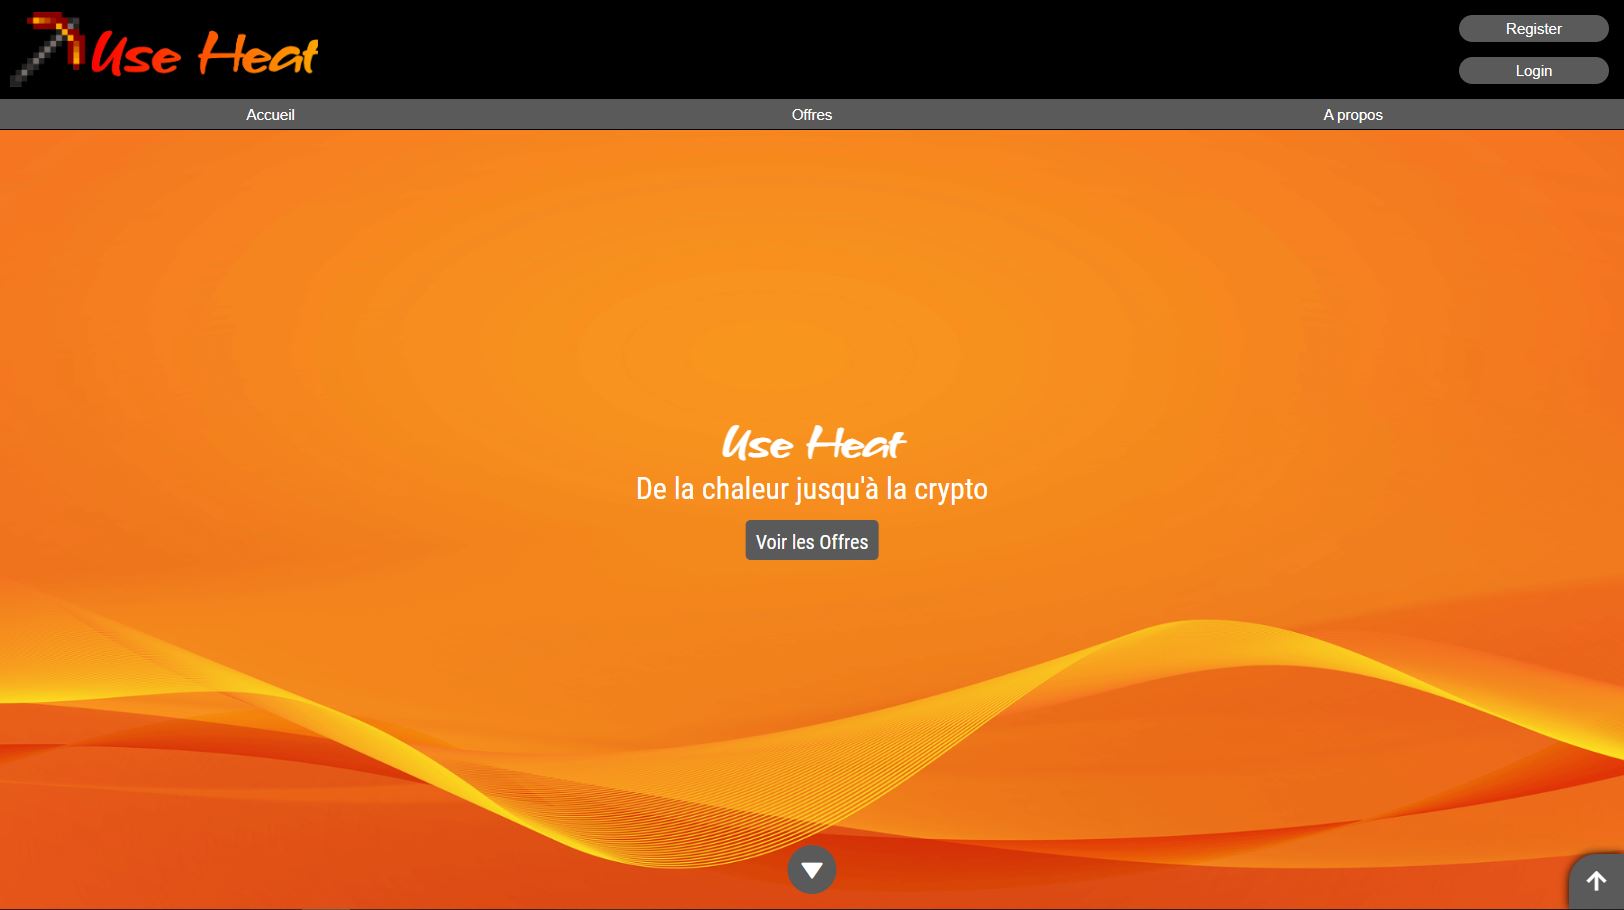 Use Heat
Register
Login
Accueil
Offres
A propos
Use Heat
De la chaleur jusqu'à la crypto
Voir les Offres